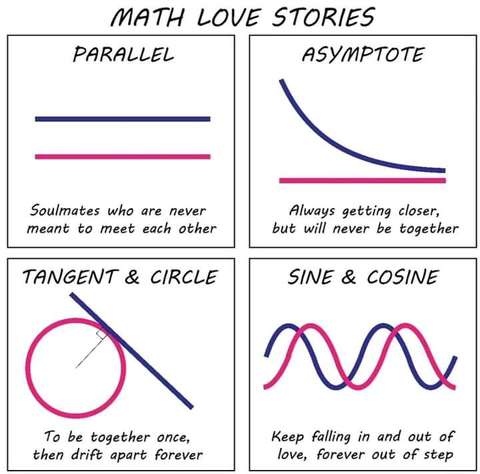 MATH LOVE STORIES
PARALLEL
Soulmates who are never
meant to meet each other
ASYMPTOTE
Always getting closer,
but will never be together
TANGENT & CIRCLE
To be together once,
then drift apart forever
SINE & COSINE
Keep falling in and out of
love, forever out of step